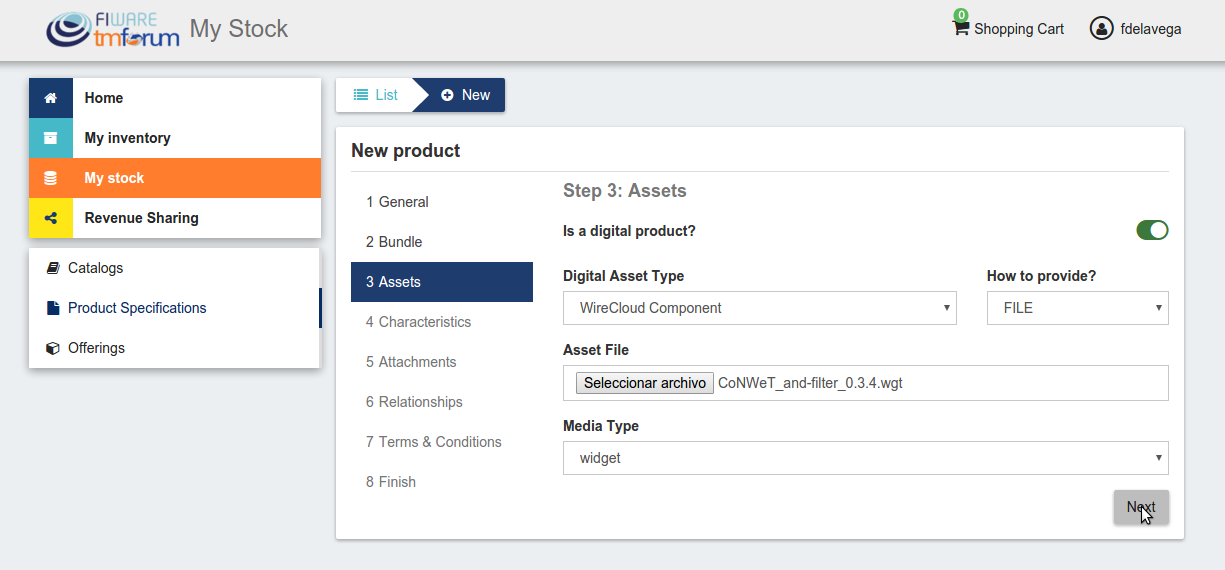 FIWARE
tmforum
My Stock
0
Shopping Cart
fdelavega
Home
My inventory
My stock
Revenue Sharing
Catalogs
Product Specifications
Offerings
List
New
New product
1 General
2 Bundle
3 Assets
4 Characteristics
5 Attachments
6 Relationships
7 Terms & Conditions
8 Finish
Step 3: Assets
Is a digital product?
Digital Asset Type
How to provide?
WireCloud Component
FILE
Asset File
Seleccionar archivo CoNWeT_and-filter_0.3.4.wgt
Media Type
widget
Next